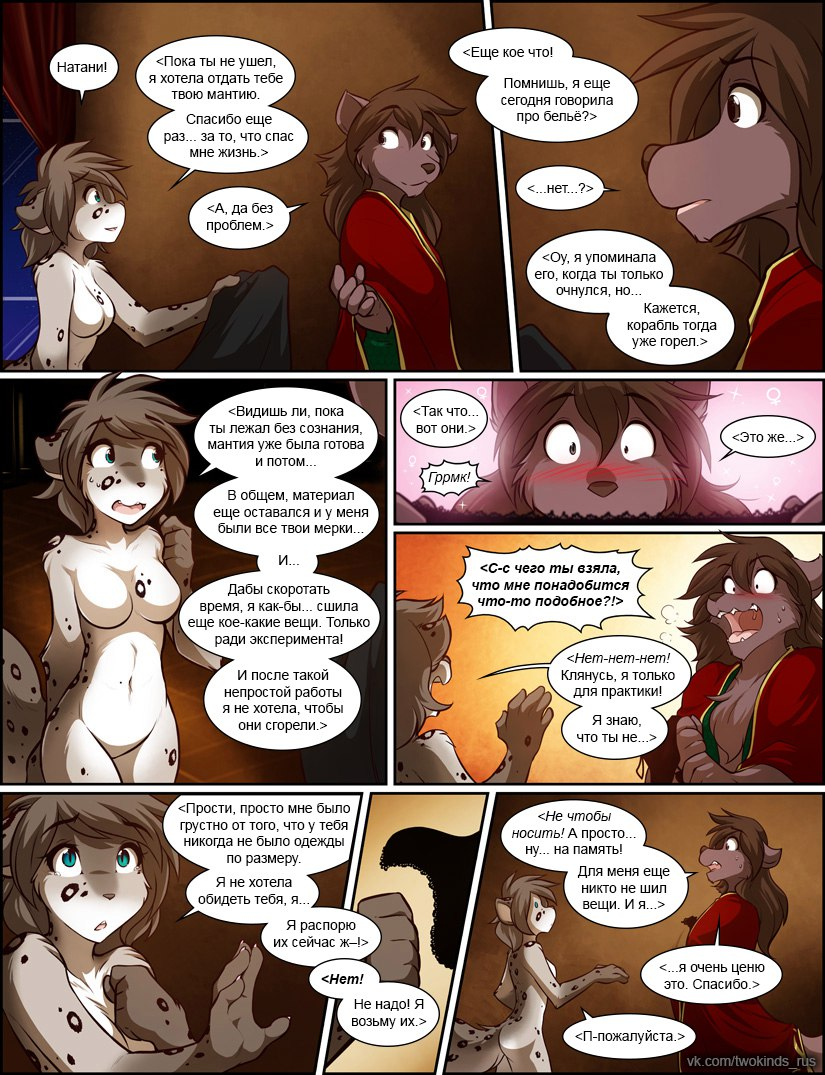 Натани!
<Пока ты не ушел,
я хотела отдать тебе
твою мантию.
Спасибо еще
раз... за то, что спас
мне жизнь.>
<А, да без
проблем.>
<Еще кое что!
Помнишь, я еще
сегодня говорила
про бельё?>
<...нет...?>
<Оу, я упоминала
его, когда ты только
очнулся, но...
Кажется,
корабль тогда
уже горел.>
<Видишь ли, пока
ты лежал без сознания,
мантия уже была готова
и потом...
В общем, материал
еще оставался и у меня
были все твои мерки...
И...
Дабы скоротать
время, я как-бы... сшила
еще кое-какие вещи. Только
ради эксперимента!
И после такой
непростой работы
я не хотела, чтобы
они сгорели.>
<Так что...
вот они.>
Гррмк!
<Это же...>
<С-с чего ты взяла,
что мне понадобится
что-то подобное?!>
<Нет-нет-нет!
Клянусь, я только
для практики!
Я знаю,
что ты не...>
<Прости, просто мне было
грустно от того, что у тебя
никогда не было одежды
по размеру.
Я не хотела
обидеть тебя, я...
Я распорю
их сейчас ж–!>
<Нет!
Не надо! Я
возьму их.>
<Не чтобы
носить! А просто...
ну... на память!
Для меня еще
никто не шил
вещи. И я...>
<...я очень ценю
это. Спасибо.>
<П-пожалуйста.>
vk.com/twokinds_rus